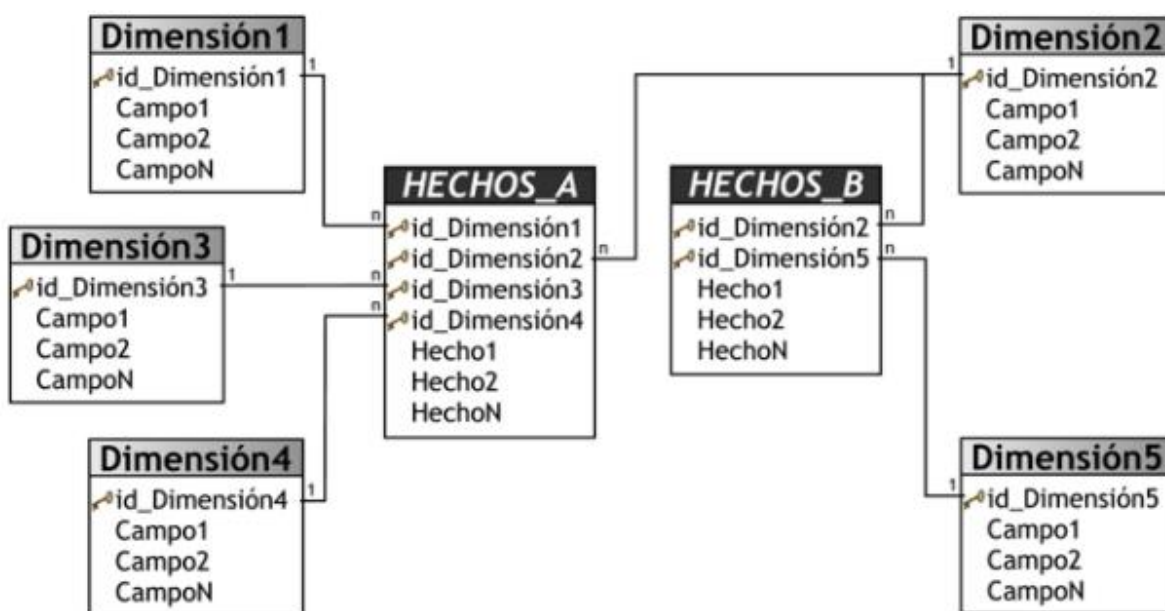 Dimensión1
id_Dimensión1
Campo1
Campo2
CampoN
1
Dimensión3
id_Dimensión3
Campo1
Campo2
CampoN
1
Dimensión4
id_Dimensión4
Campo1
Campo2
CampoN
1
HECHOS_A
id_Dimensión1
id_Dimensión2
id_Dimensión3
id_Dimensión4
Hecho1
Hecho2
HechoN
n
n
n
n
HECHOS_B
id_Dimensión2
id_Dimensión5
Hecho1
Hecho2
HechoN
n
n
Dimensión2
id_Dimensión2
Campo1
Campo2
CampoN
1
Dimensión5
id_Dimensión5
Campo1
Campo2
CampoN
1